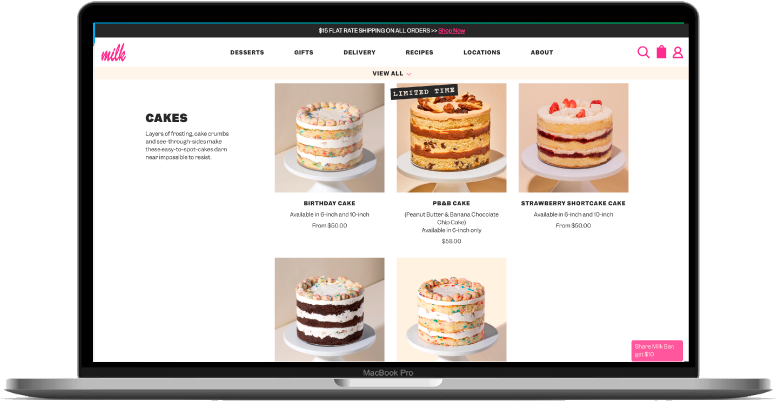 $15 FLAT RATE SHIPPING ON ALL ORDERS >> Shop Now
milk
DESSERTS GIFTS DELIVERY RECIPES LOCATIONS ABOUT
VIEW ALL
CAKES
Layers of frosting, cake crumbs
and see-through-sides make
these easy-to-spot-cakes darn
near impossible to resist.
LIMITED TIME
BIRTHDAY CAKE
Available in 6-inch and 10-inch
From $50.00
PB&B CAKE
(Peanut Butter & Banana Chocolate
Chip Cake)
Available in 6-inch only
$58.00
STRAWBERRY SHORTCAKE CAKE
Available in 6-inch and 10-inch
From $50.00
Share Milk Bar,
get $10
MacBook Pro